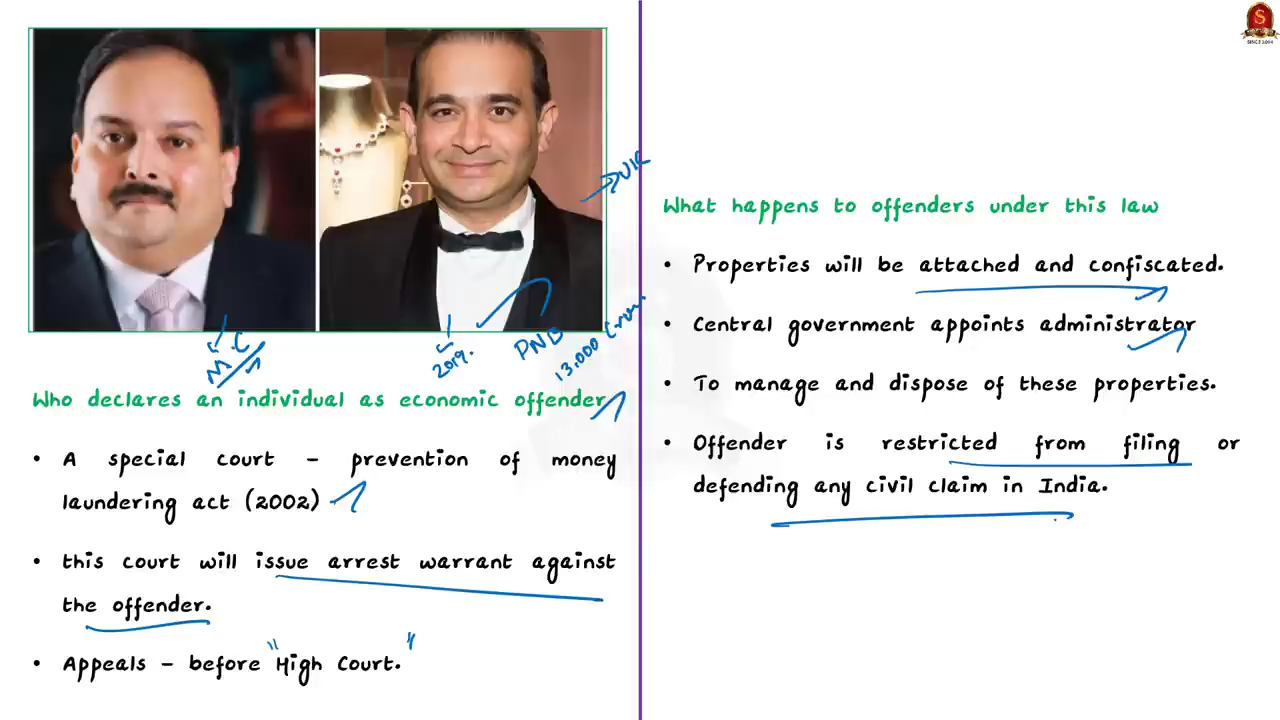 SINCE 2004
UK
M.C
2019.
PNB
13,000 Crore.
Who declares an individual as economic offender
• A special court – prevention of money
laundering act (2002)
• this court will issue arrest warrant against
the offender.
• Appeals – before "High Court."
What happens to offenders under this law
• Properties will be attached and confiscated.
• Central government appoints administrator
• To manage and dispose of these properties.
• Offender is restricted from filing or
defending any civil claim in India.